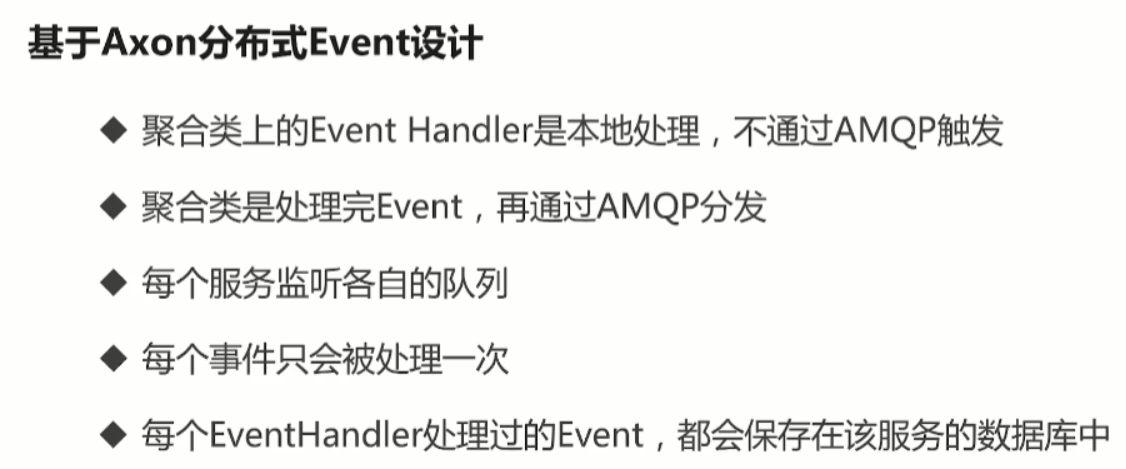 基于Axon分布式Event设计
◆ 聚合类上的Event Handler是本地处理，不通过AMQP触发
◆ 聚合类是处理完Event，再通过AMQP分发
◆ 每个服务监听各自的队列
◆ 每个事件只会被处理一次
◆ 每个EventHandler处理过的Event，都会保存在该服务的数据库中